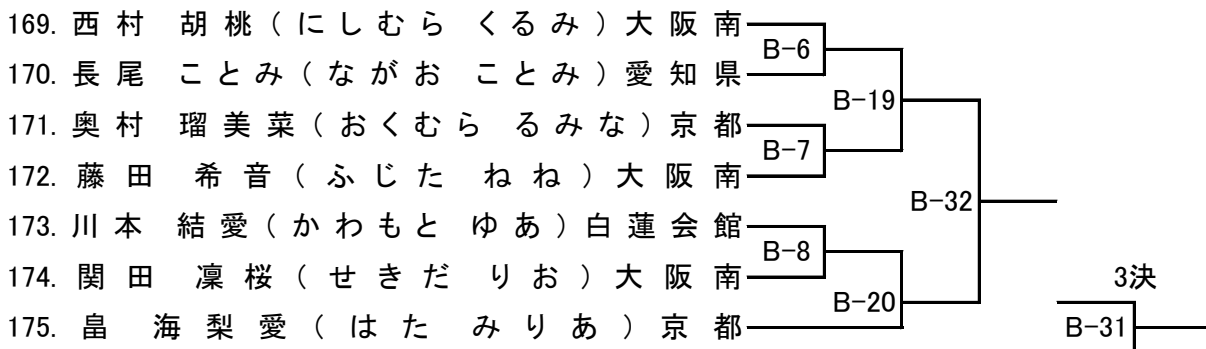 169. 西村 胡桃(にしむら くるみ)大阪南
B-6
170. 長尾 ことみ(ながお ことみ)愛知県
B-19
171. 奥村 瑠美菜(おくむら るみな)京都
B-7
172. 藤田 希音(ふじた ねね)大阪南
B-32
173. 川本 結愛(かわもと ゆあ)白蓮会館
B-8
174. 関田 凜桜(せきだ りお)大阪南
3決
B-20
175. 畠 海梨愛(はた みりあ)京都
B-31